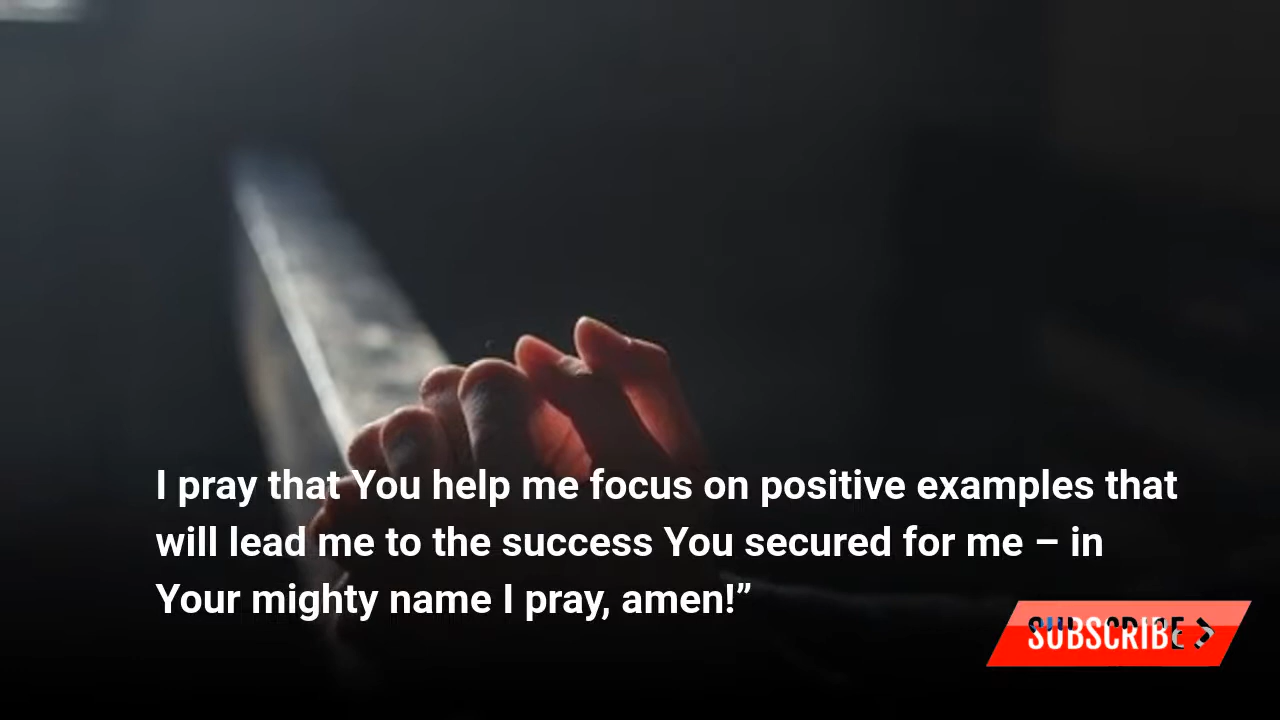 I pray that You help me focus on positive examples that
will lead me to the success You secured for me – in
Your mighty name I pray, amen!”
SUBSCRIBE